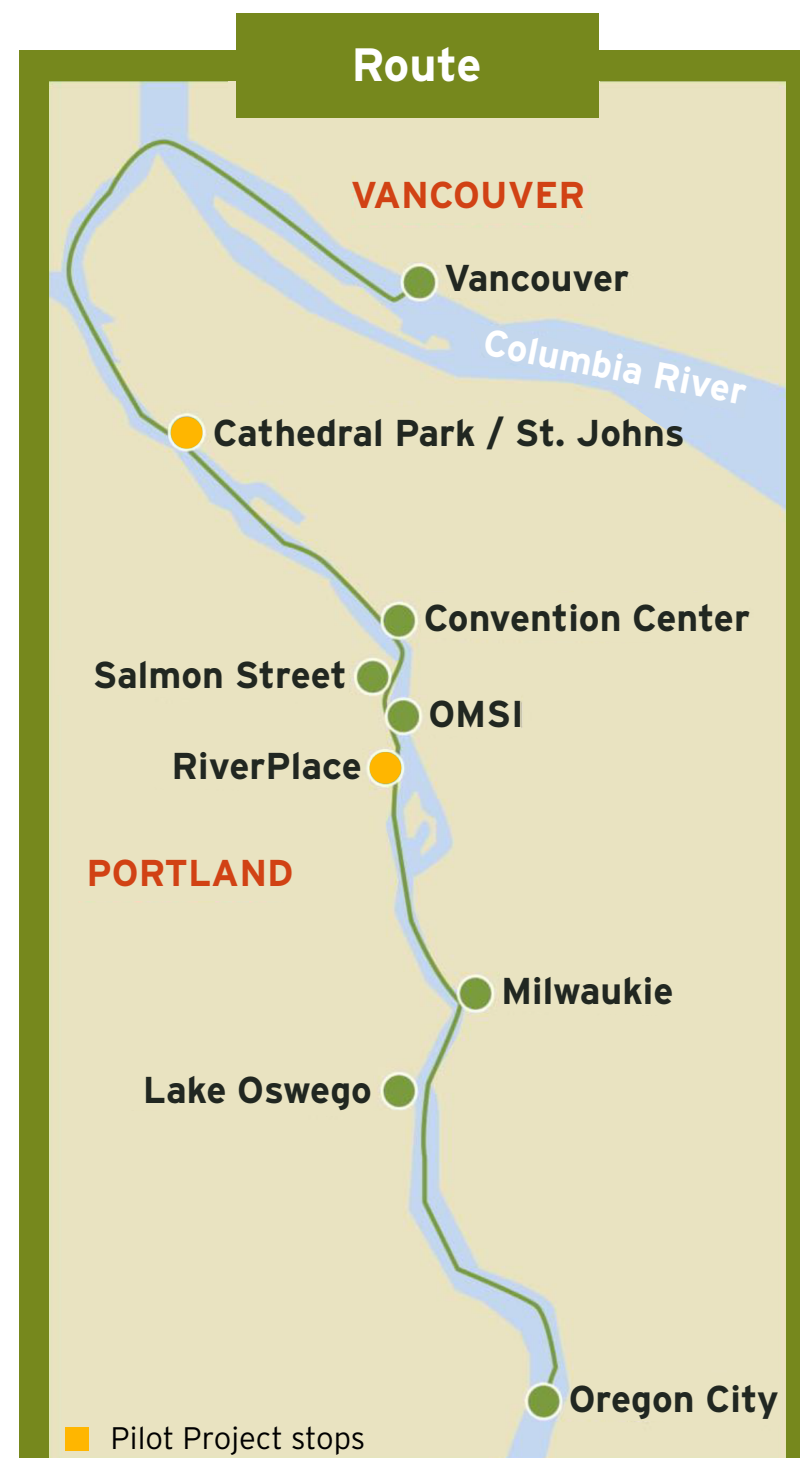 Route
VANCOUVER
Vancouver
Columbia River
Cathedral Park / St. Johns
Convention Center
Salmon Street
OMSI
RiverPlace
PORTLAND
Milwaukie
Lake Oswego
Oregon City
Pilot Project stops